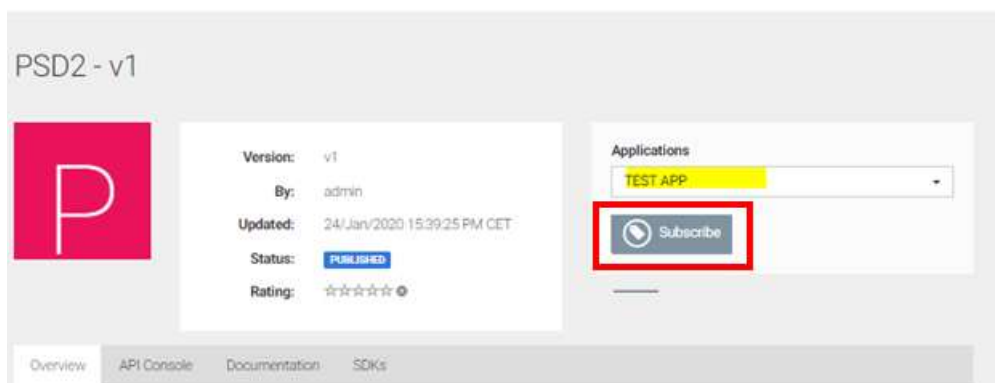 PSD2 - v1
P
Version: v1
By: admin
Updated: 24/Jan/2020 15:39:25 PM CET
Status: PUBLISHED
Rating:
Applications
TEST APP
Subscribe
Overview API Console Documentation SDKs